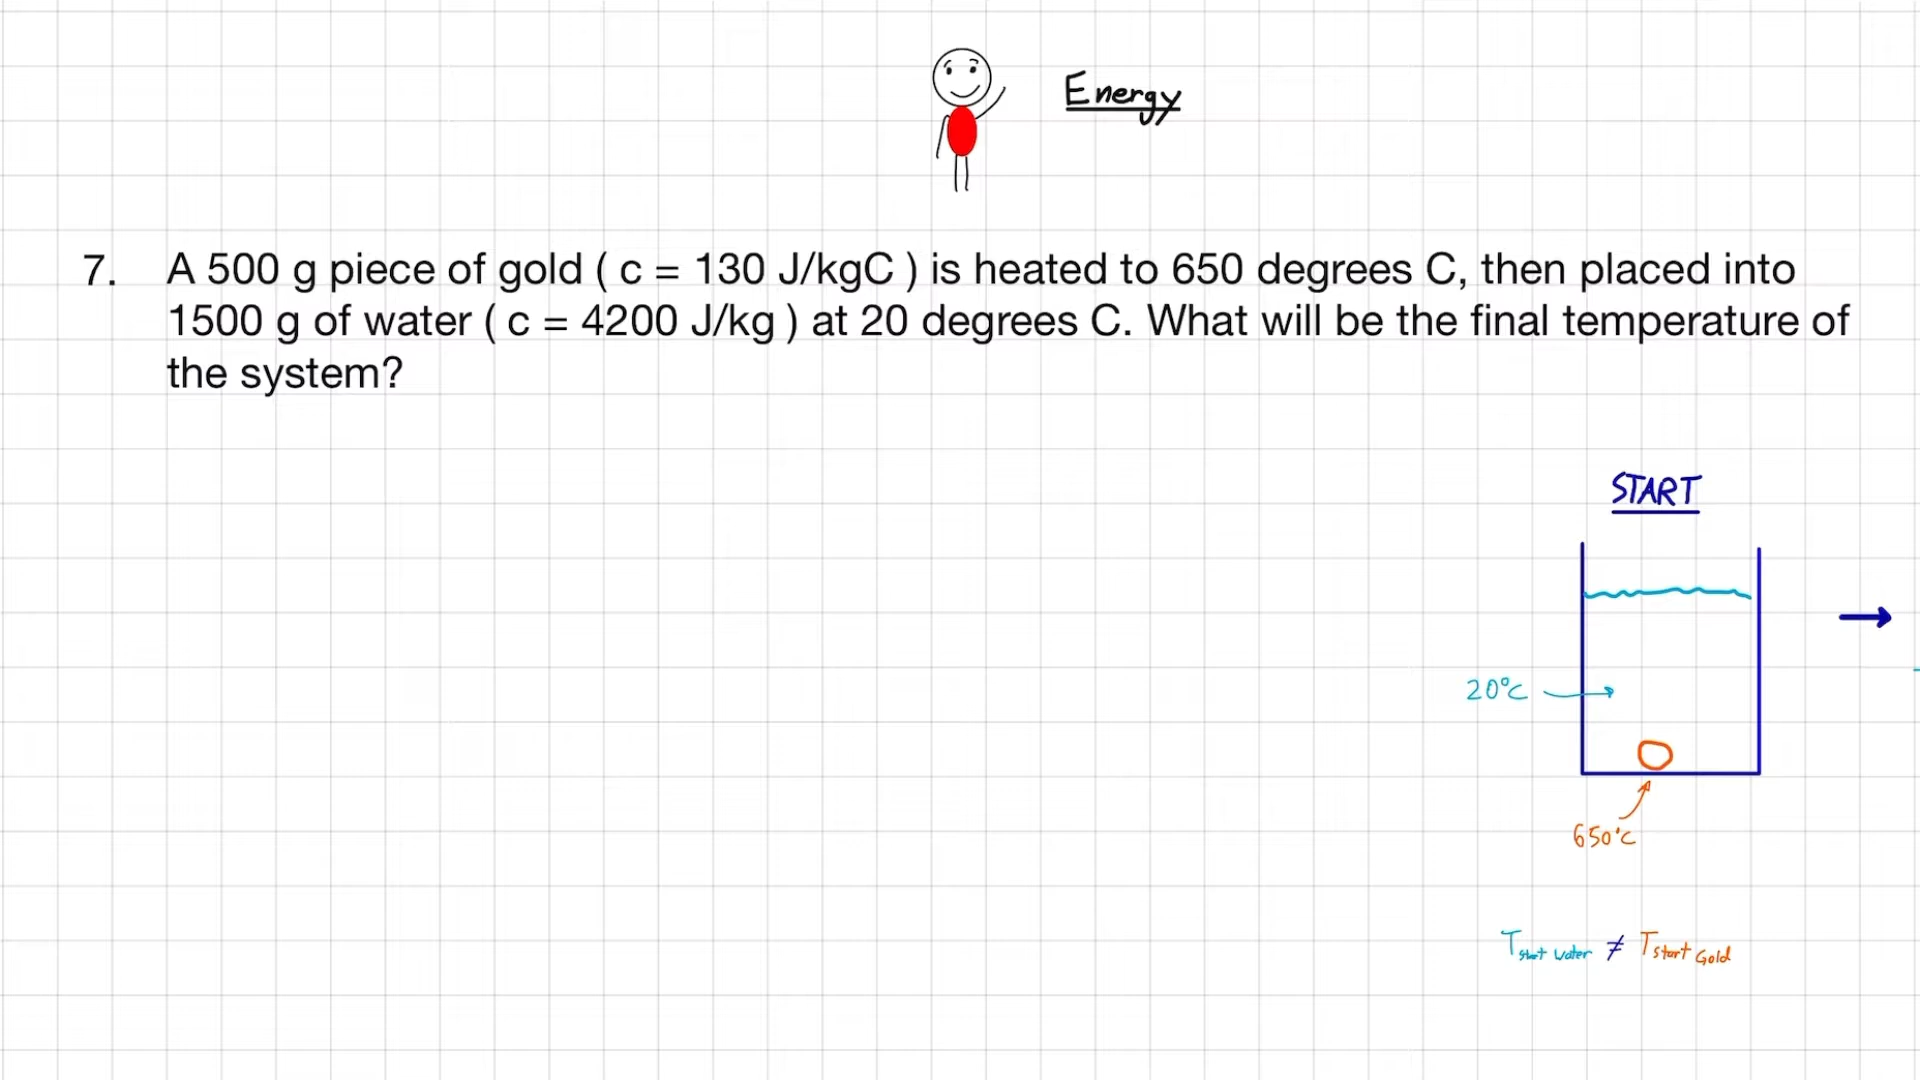 Energy
7. A 500 g piece of gold ( c = 130 J/kgC ) is heated to 650 degrees C, then placed into
1500 g of water ( c = 4200 J/kg ) at 20 degrees C. What will be the final temperature of
the system?
START
20°C
650°C
Tstart water ≠ Tstart Gold